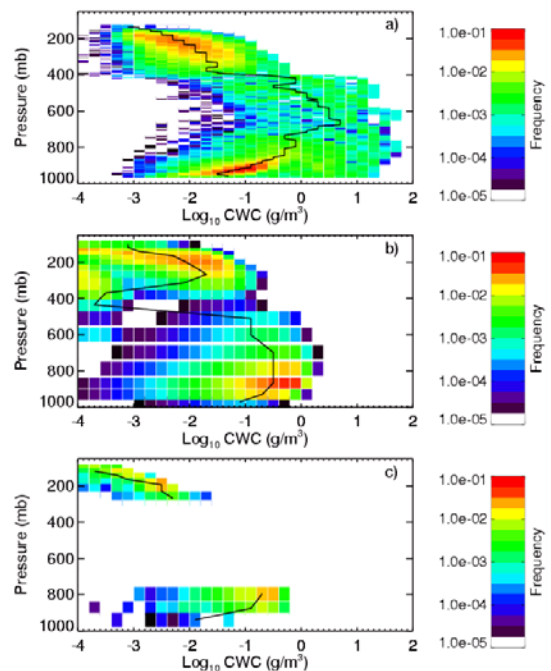 a)
Pressure (mb)
200
400
600
800
1000
-4 -3 -2 -1 0 1 2
Log10 CWC (g/m3)
1.0e-01
1.0e-02
1.0e-03
1.0e-04
1.0e-05
Frequency
b)
Pressure (mb)
200
400
600
800
1000
-4 -3 -2 -1 0 1 2
Log10 CWC (g/m3)
1.0e-01
1.0e-02
1.0e-03
1.0e-04
1.0e-05
Frequency
c)
Pressure (mb)
200
400
600
800
1000
-4 -3 -2 -1 0 1 2
Log10 CWC (g/m3)
1.0e-01
1.0e-02
1.0e-03
1.0e-04
1.0e-05
Frequency